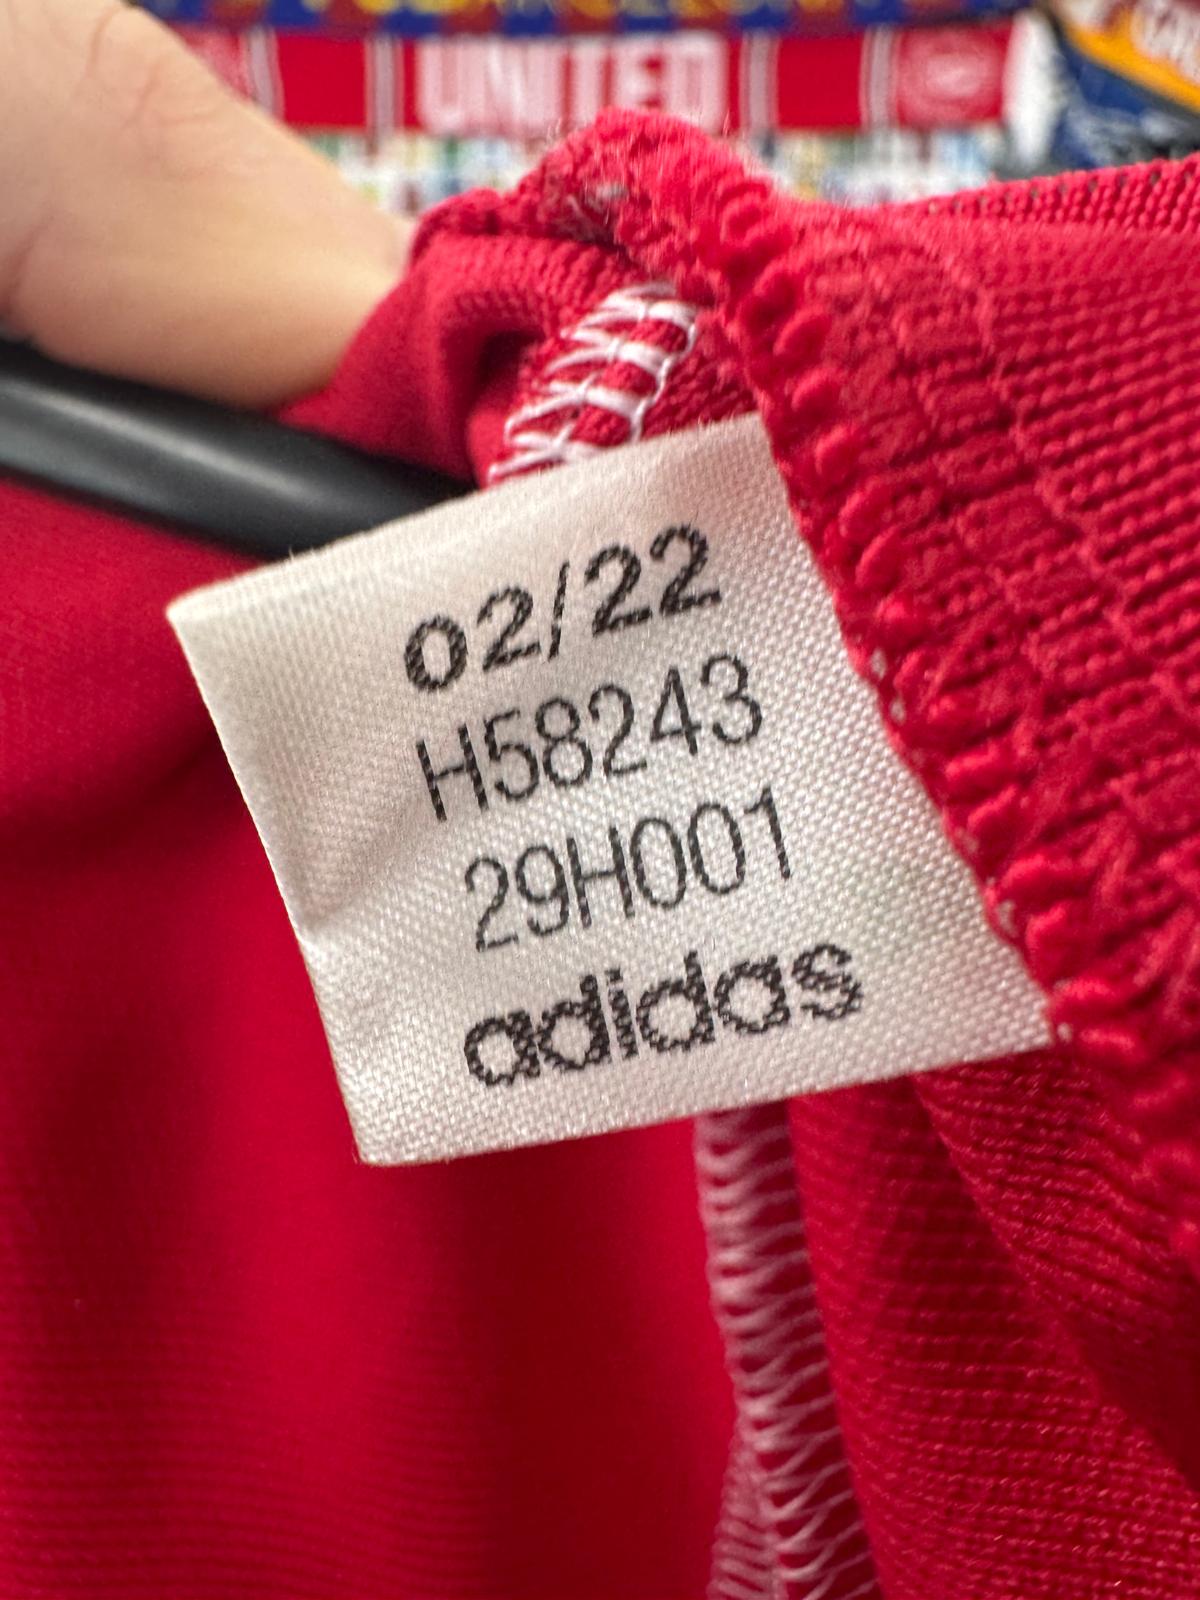 UNITED
02/22
H58243
29H001
adidas